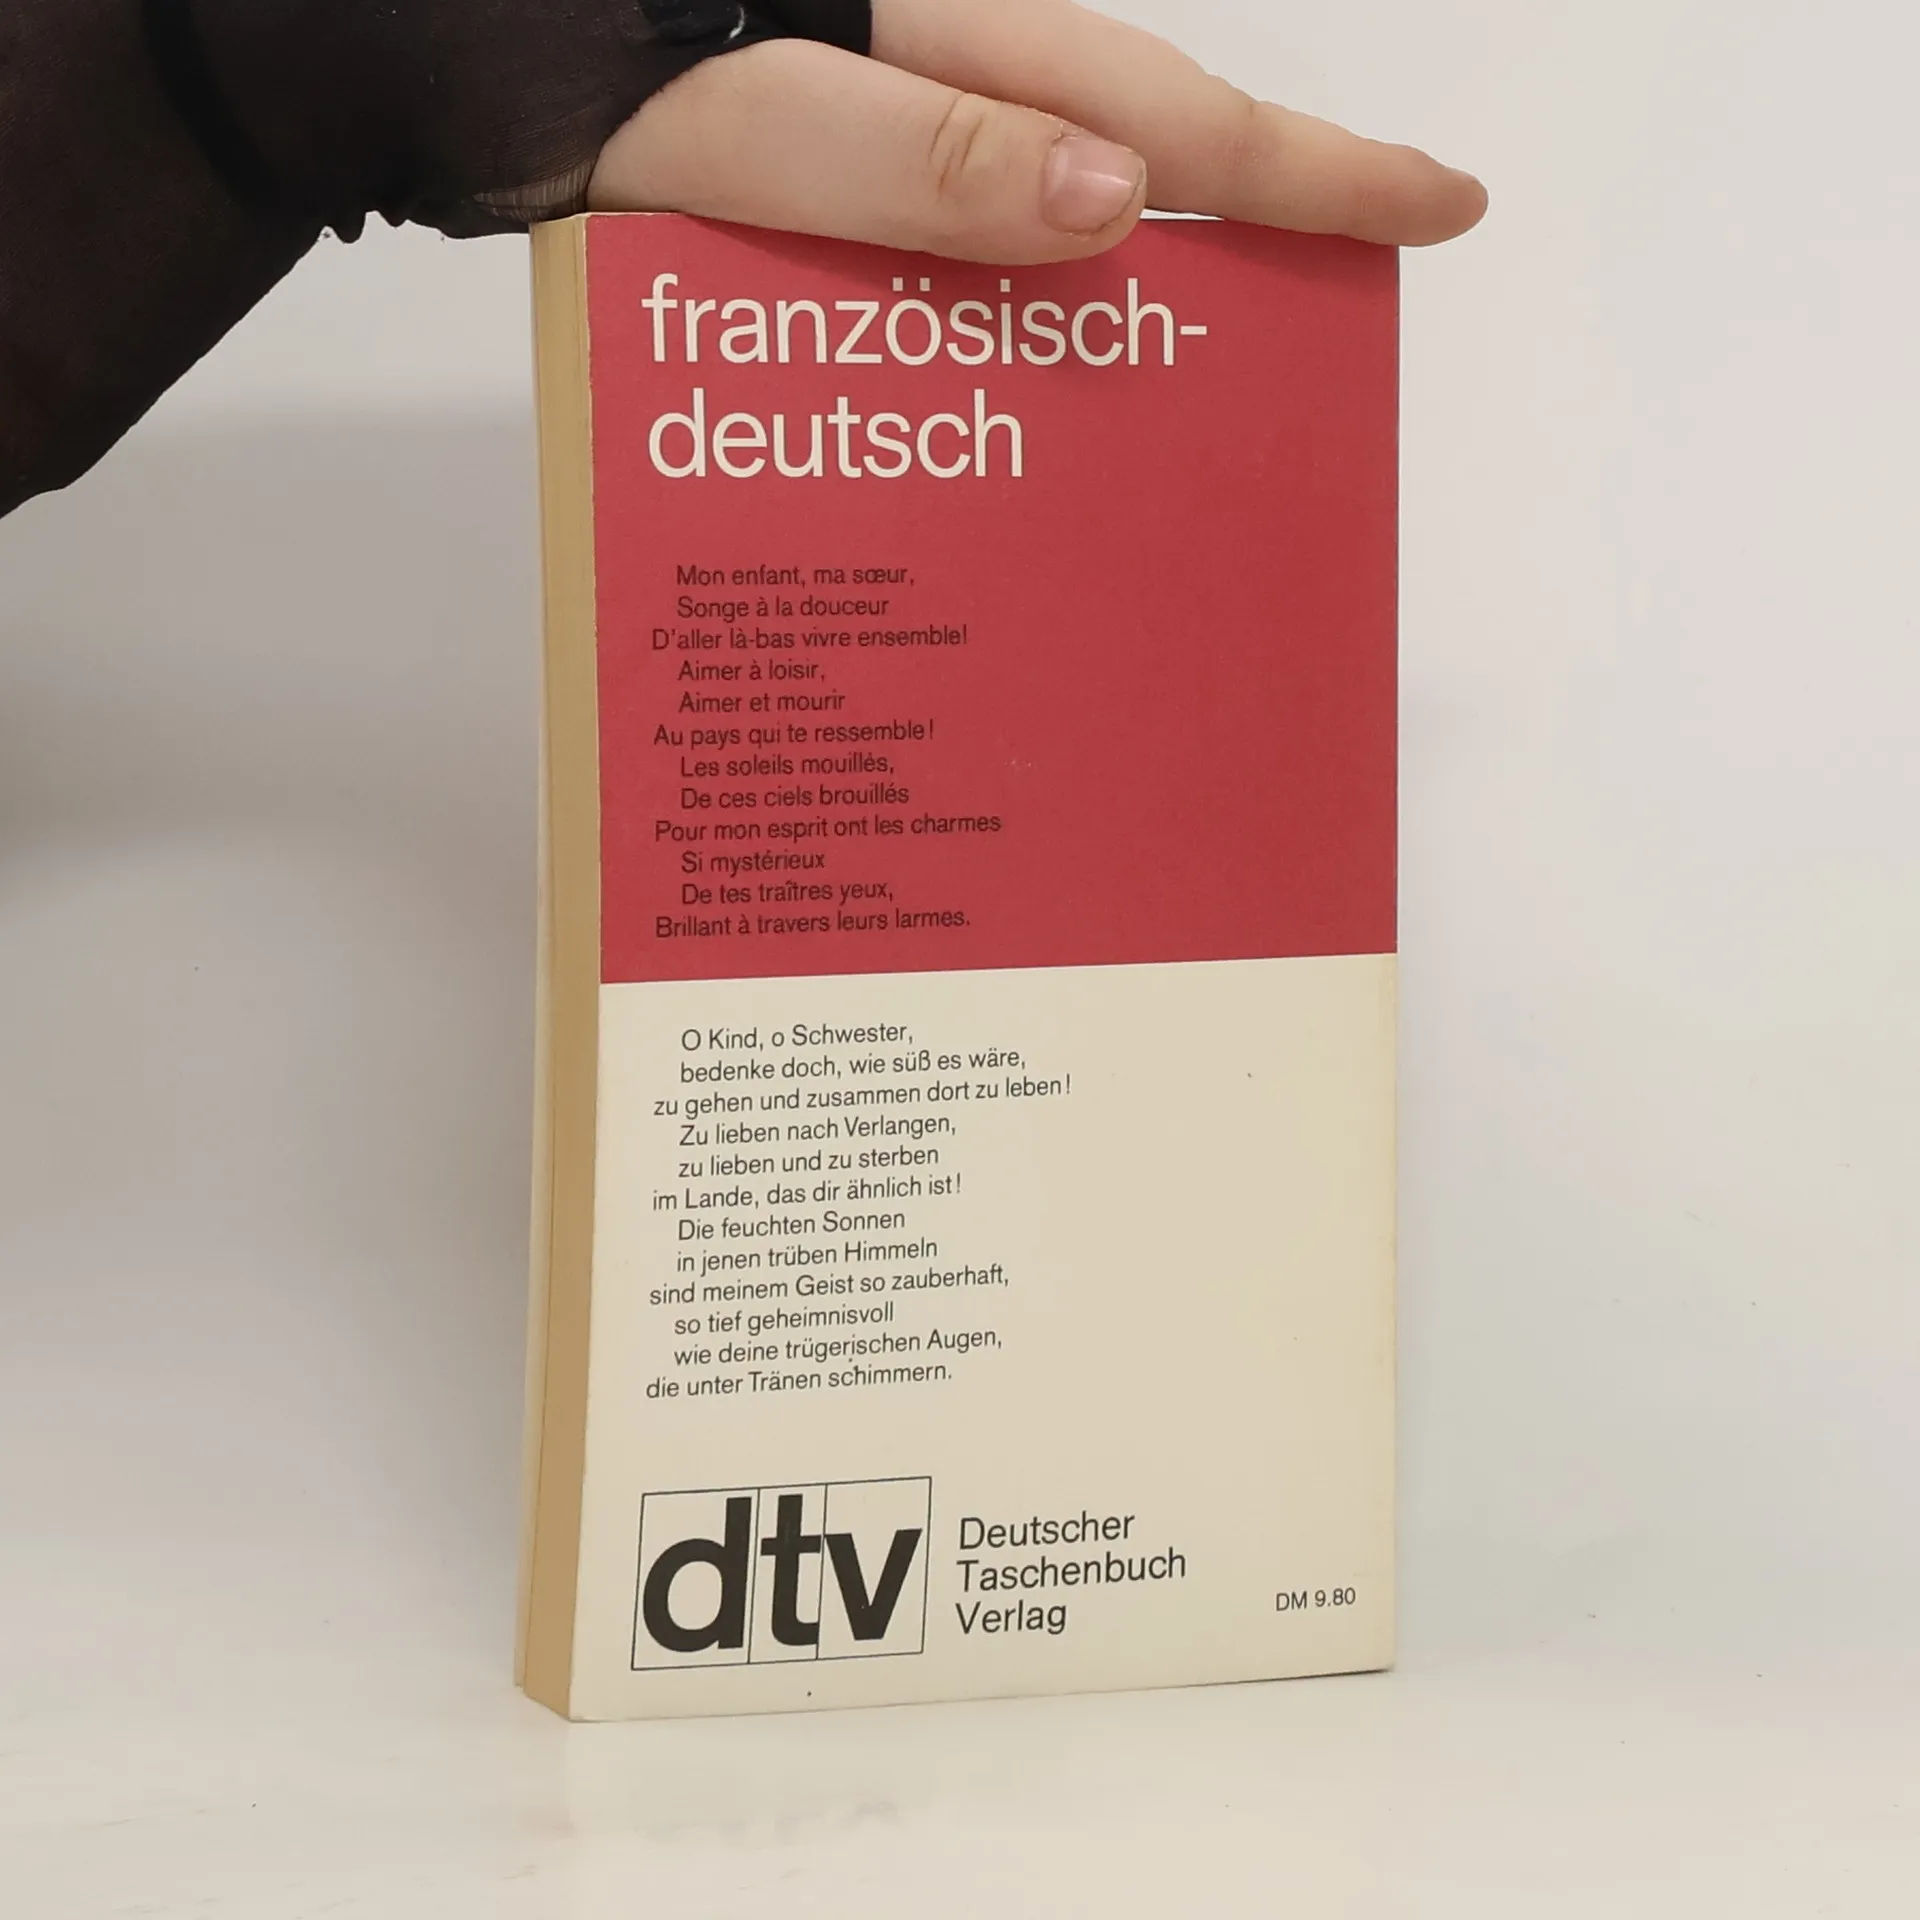 französisch-
deutsch
Mon enfant, ma sœur,
Songe à la douceur
D'aller là-bas vivre ensemble!
Aimer à loisir,
Aimer et mourir
Au pays qui te ressemble!
Les soleils mouillés,
De ces ciels brouillés
Pour mon esprit ont les charmes
Si mystérieux
De tes traîtres yeux,
Brillant à travers leurs larmes.
O Kind, o Schwester,
bedenke doch, wie süß es wäre,
zu gehen und zusammen dort zu leben!
Zu lieben nach Verlangen,
zu lieben und zu sterben
im Lande, das dir ähnlich ist!
Die feuchten Sonnen
in jenen trüben Himmeln
sind meinem Geist so zauberhaft,
so tief geheimnisvoll
wie deine trügerischen Augen,
die unter Tränen schimmern.
dtv
Deutscher
Taschenbuch
Verlag
DM 9.80